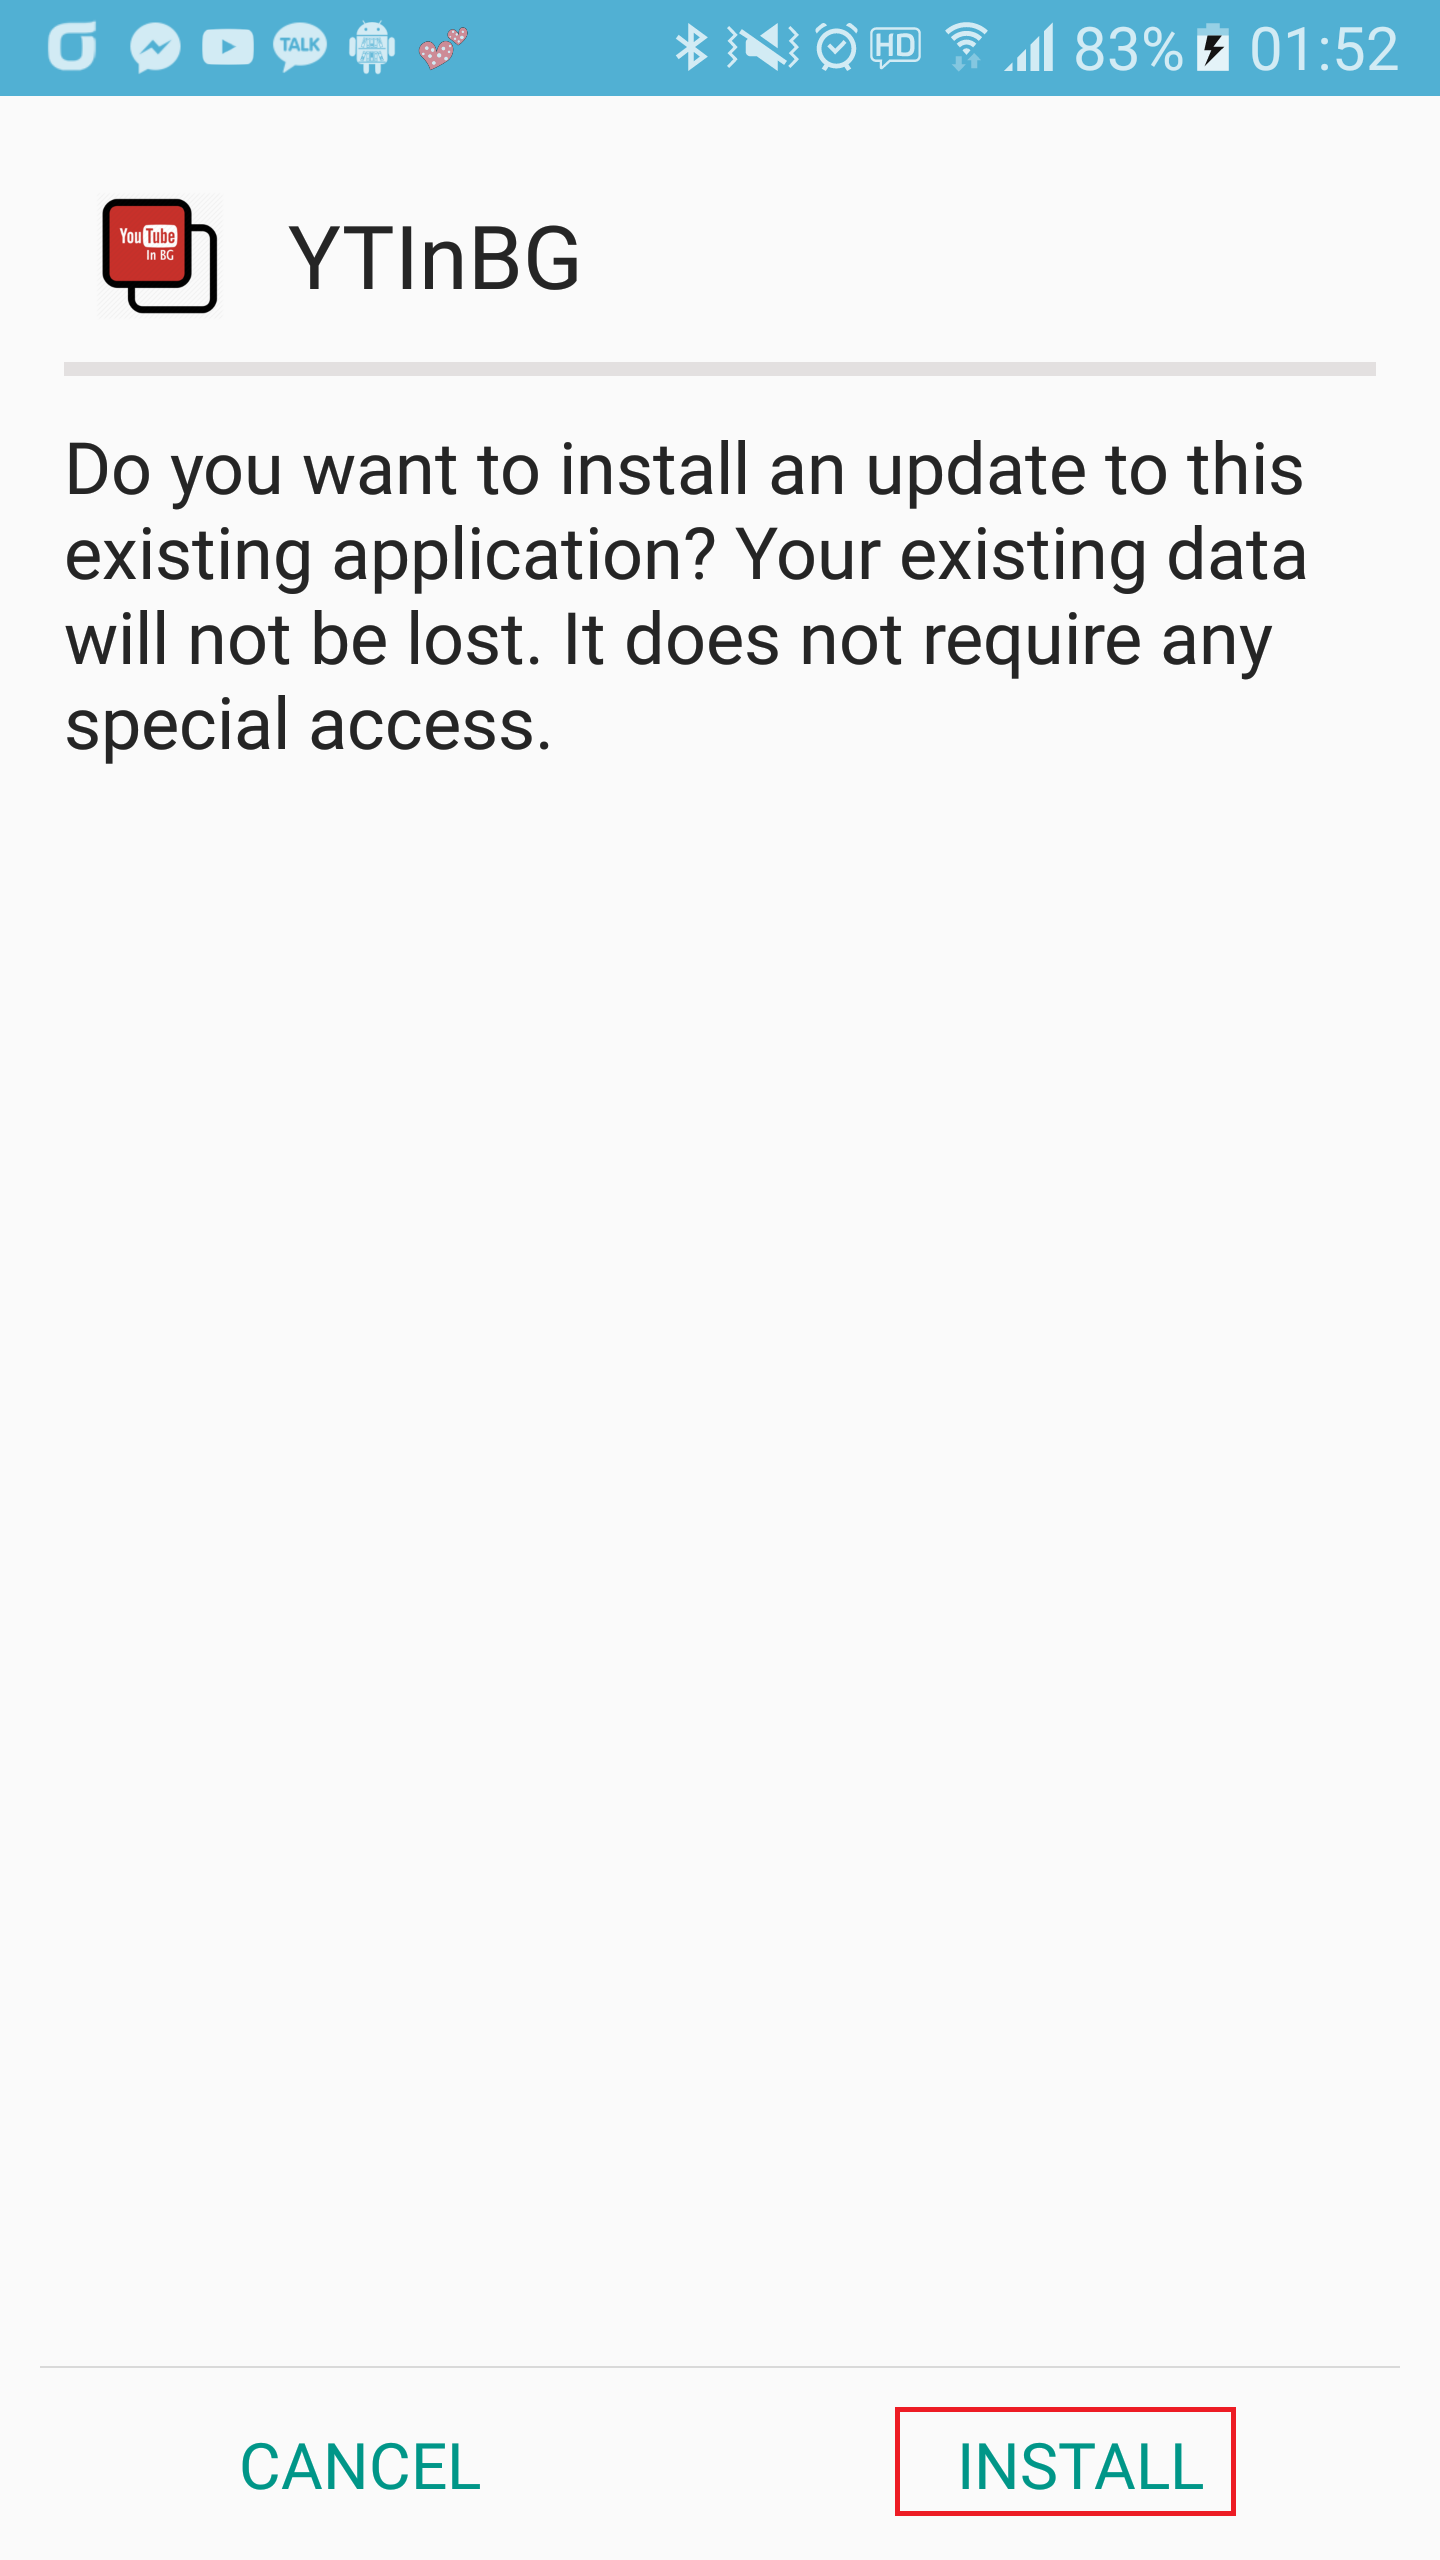 TALK HD 83% 01:52
YouTube
In BG
YTInBG
Do you want to install an update to this
existing application? Your existing data
will not be lost. It does not require any
special access.
CANCEL INSTALL